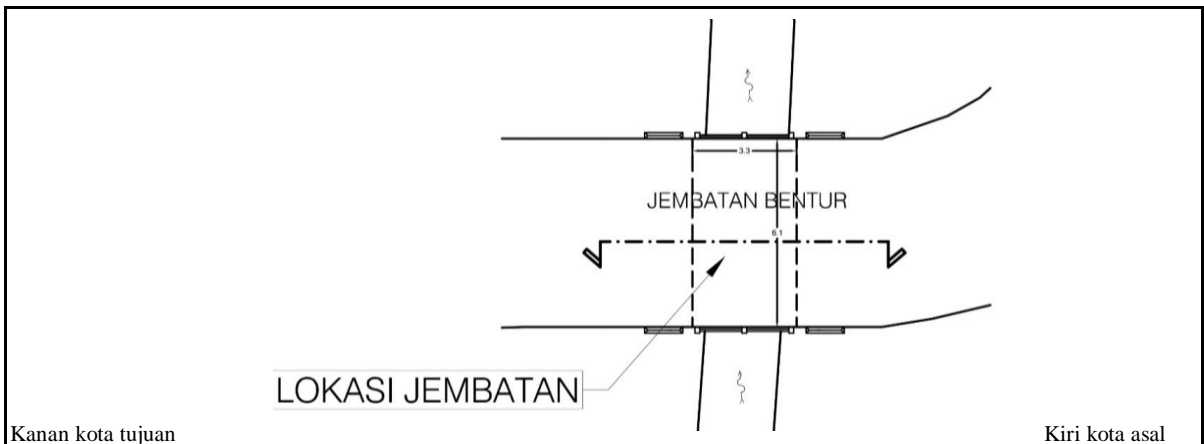 3.3
JEMBATAN BENTUR
6.1
LOKASI JEMBATAN
Kanan kota tujuan
Kiri kota asal